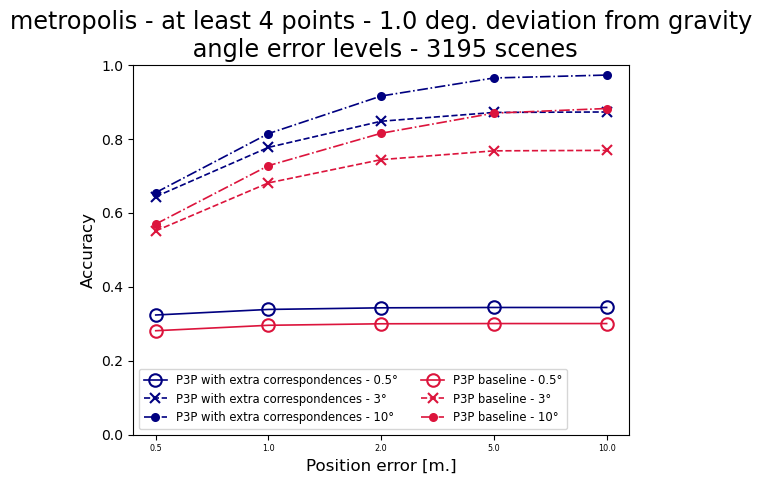 metropolis - at least 4 points - 1.0 deg. deviation from gravity
angle error levels - 3195 scenes
1.0
0.8
0.6
0.4
0.2
0.0
Accuracy
P3P with extra correspondences - 0.5°
P3P with extra correspondences - 3°
P3P with extra correspondences - 10°
P3P baseline - 0.5°
P3P baseline - 3°
P3P baseline - 10°
0.5 1.0 2.0 5.0 10.0
Position error [m.]